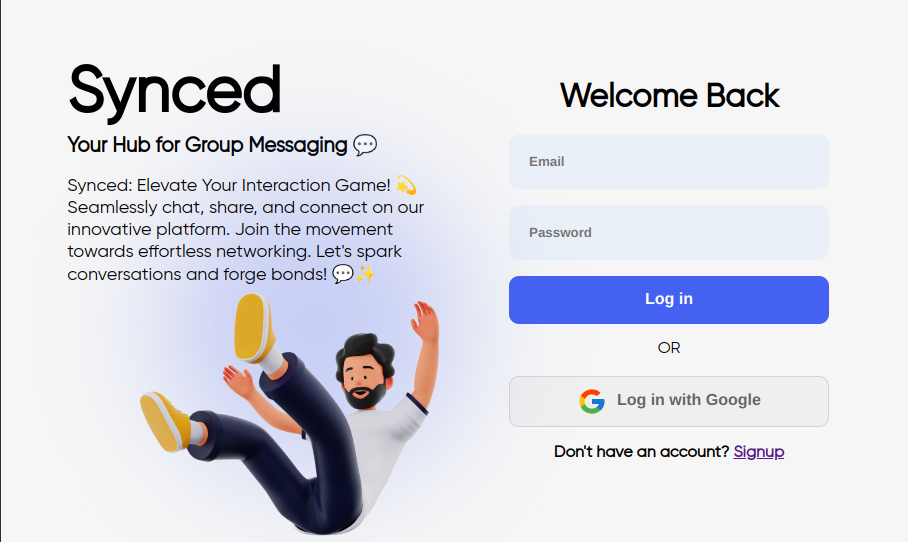 Synced
Your Hub for Group Messaging 💬
Synced: Elevate Your Interaction Game! 💫
Seamlessly chat, share, and connect on our
innovative platform. Join the movement
towards effortless networking. Let's spark
conversations and forge bonds! 💬✨
Welcome Back
Email
Password
Log in
OR
Log in with Google
Don't have an account? Signup